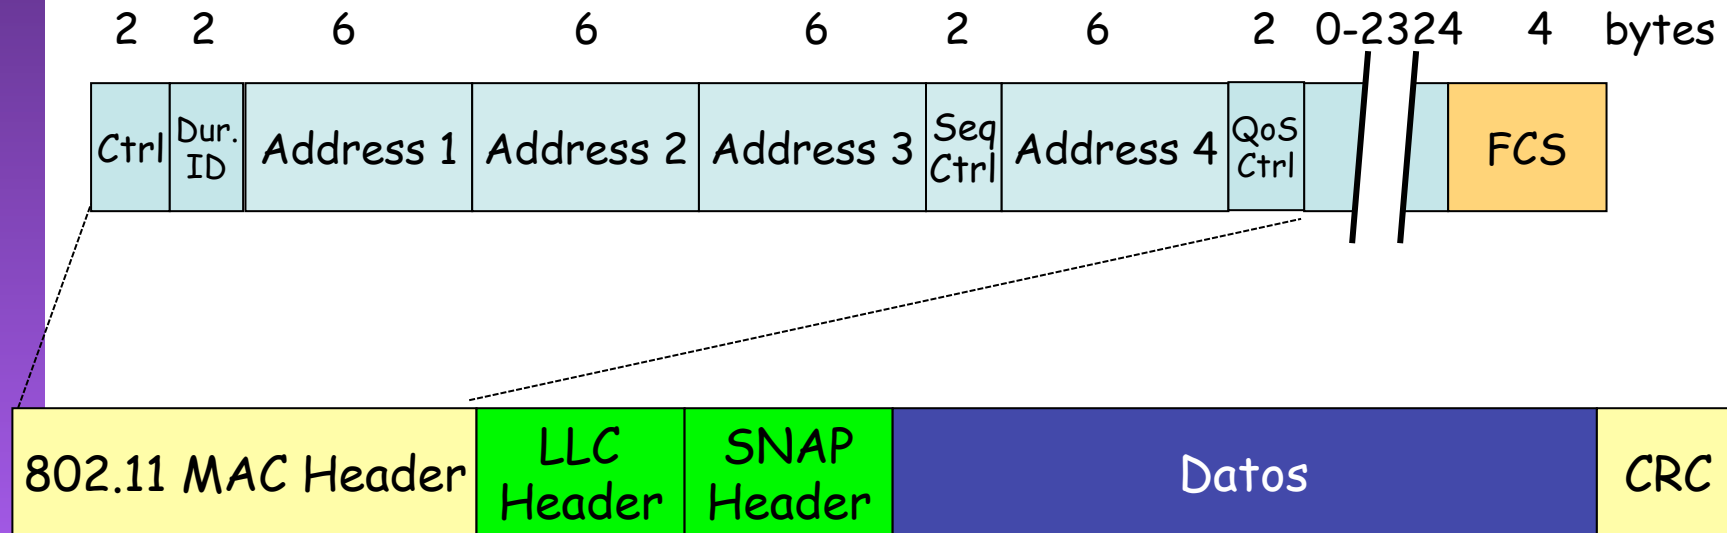 2 2 6 6 6 2 6 2 0-2324 4 bytes
Ctrl
Dur.
ID
Address 1
Address 2
Address 3
Seq
Ctrl
Address 4
QoS
Ctrl
FCS
802.11 MAC Header
LLC
Header
SNAP
Header
Datos
CRC